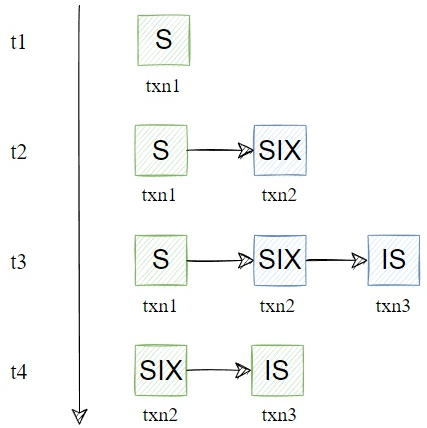 t1
S
txn1
t2
S SIX
txn1 txn2
t3
S SIX IS
txn1 txn2 txn3
t4
SIX IS
txn2 txn3